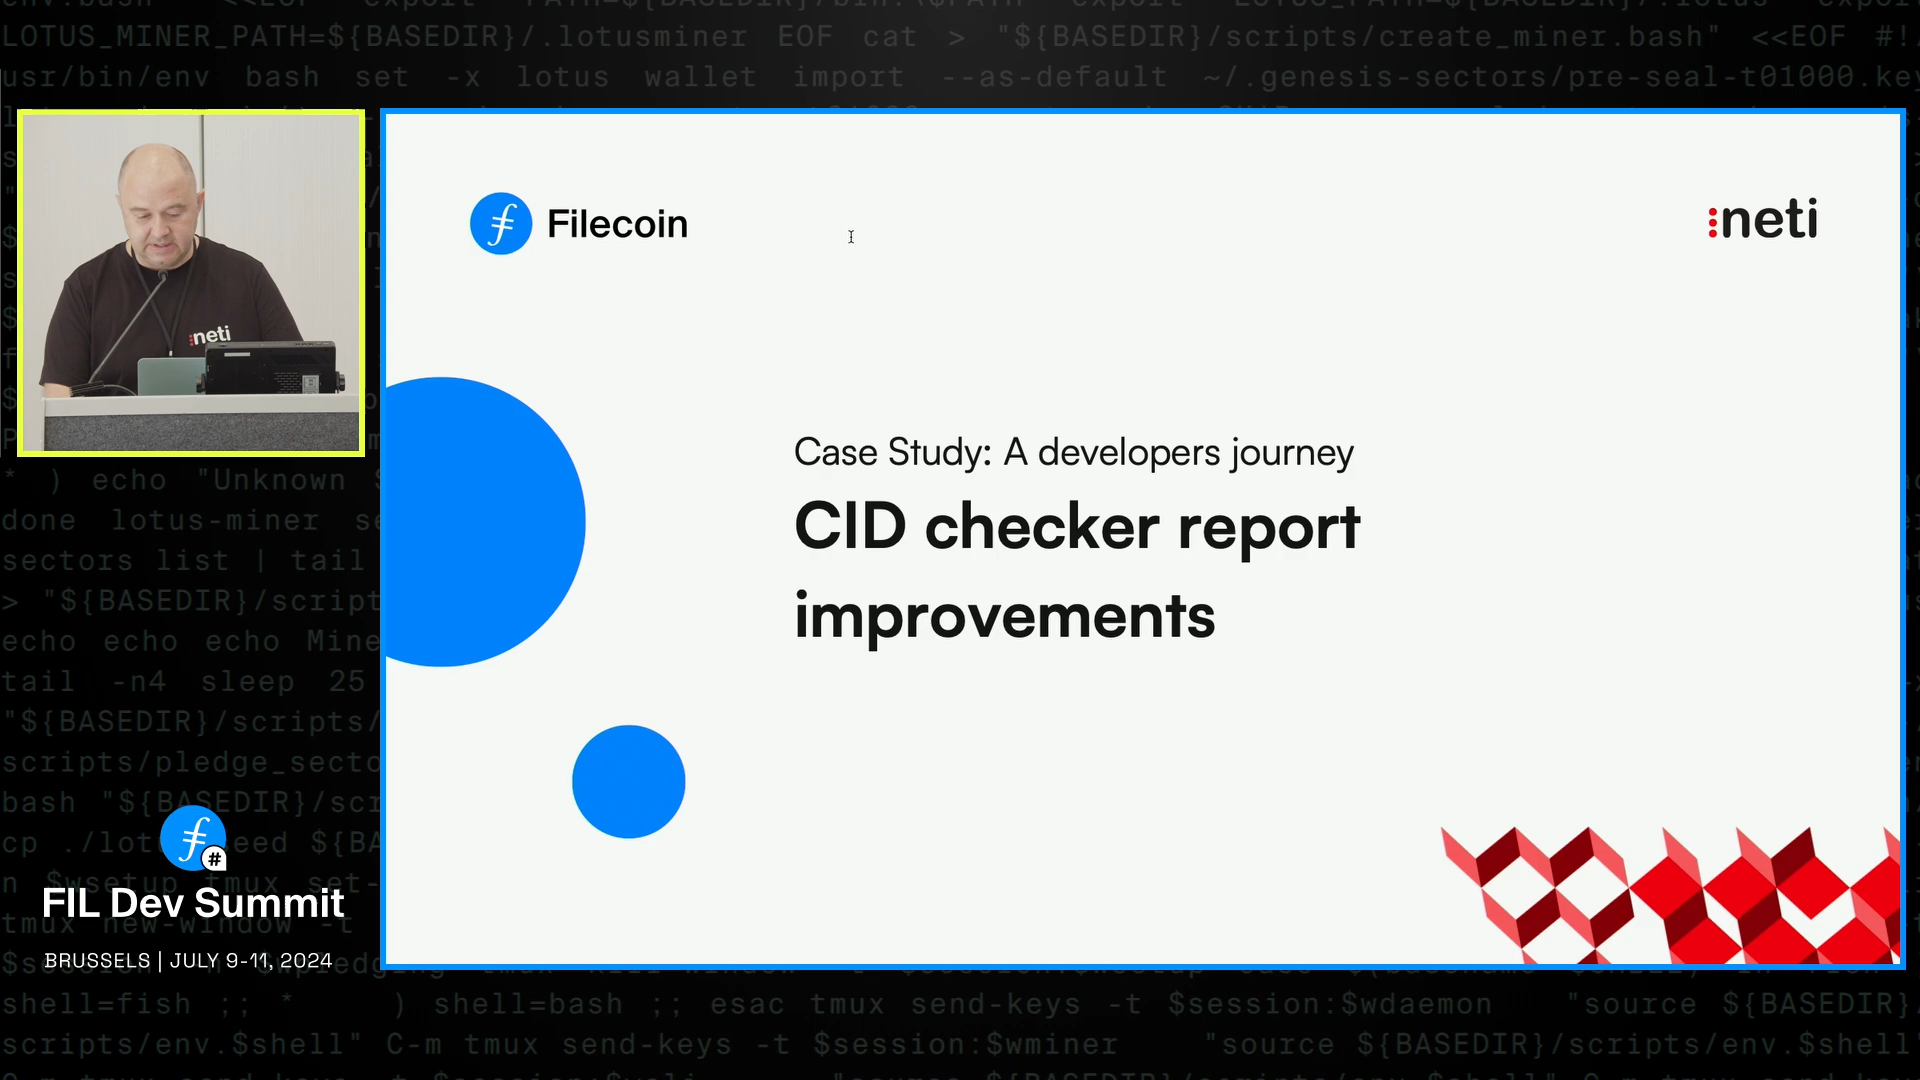 LOTUS_MINER_PATH=${BASEDIR}/.lotusminer EOF cat > "${BASEDIR}/scripts/create_miner.bash" <<EOF #!
usr/bin/env bash set -x lotus wallet import --as-default ~/.genesis-sectors/pre-seal-t01000.key
Filecoin
neti
neti
Case Study: A developers journey
CID checker report
improvements
* ) echo "Unknown
done lotus-miner
sectors list | tail
> "${BASEDIR}/script
echo echo echo Mine
tail -n4 sleep 25
"${BASEDIR}/scripts/
scripts/pledge_secto
bash "${BASEDIR}/scr
#
FIL Dev Summit
BRUSSELS | JULY 9-11, 2024
shell=fish ;; * ) shell=bash ;; esac tmux send-keys -t $session:$wdaemon "source ${BASEDIR}
scripts/env.$shell" C-m tmux send-keys -t $session:$wminer "source ${BASEDIR}/scripts/env.$shell"